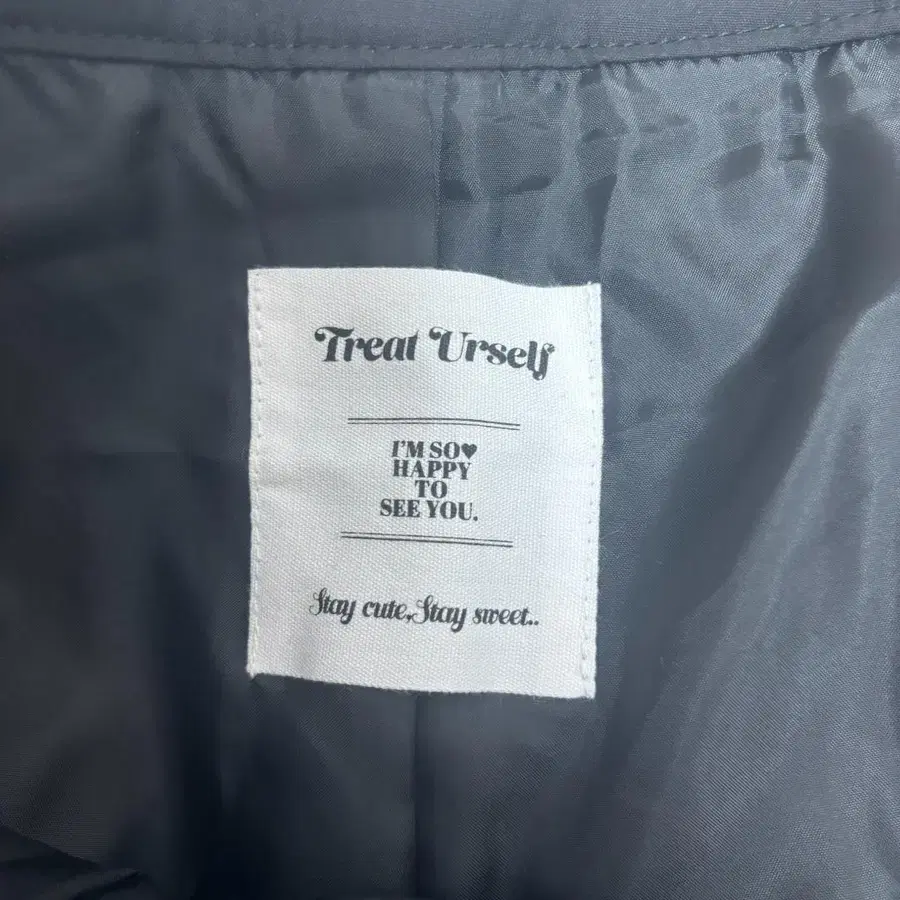 Treat Urself
I'M SO♥
HAPPY
TO
SEE YOU.
Stay cute,Stay sweet..